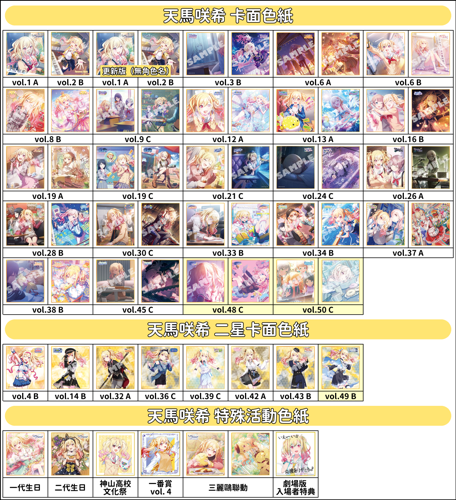 天馬咲希 卡面色紙
vol.1 A vol.2 B 更新版 (無角色名) vol.1 A vol.2 B vol.3 B vol.6 A vol.6 B
vol.8 B vol.9 C vol.12 A vol.13 A vol.16 B
vol.19 A vol.19 C vol.21 C vol.24 C vol.26 A
vol.28 B vol.30 C vol.33 B vol.34 B vol.37 A
vol.38 B vol.45 C vol.48 C vol.50 C
天馬咲希 二星卡面色紙
vol.4 B vol.14 B vol.32 A vol.36 C vol.39 C vol.42 A vol.43 B vol.49 B
天馬咲希 特殊活動色紙
一代生日 二代生日 神山高校 一番賞 三麗鷗聯動 劇場版
文化祭 vol. 4 入場者特典